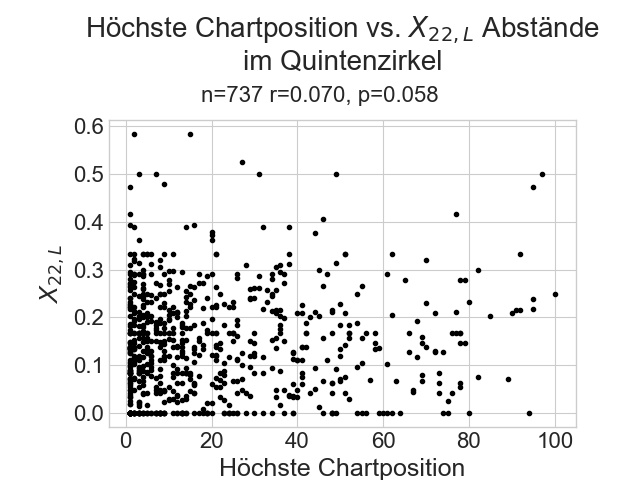 Höchste Chartposition vs. X22, L Abstände
im Quintenzirkel
n=737 r=0.070, p=0.058
0.6
0.5
0.4
0.3
0.2
0.1
0.0
X22, L
0 20 40 60 80 100
Höchste Chartposition